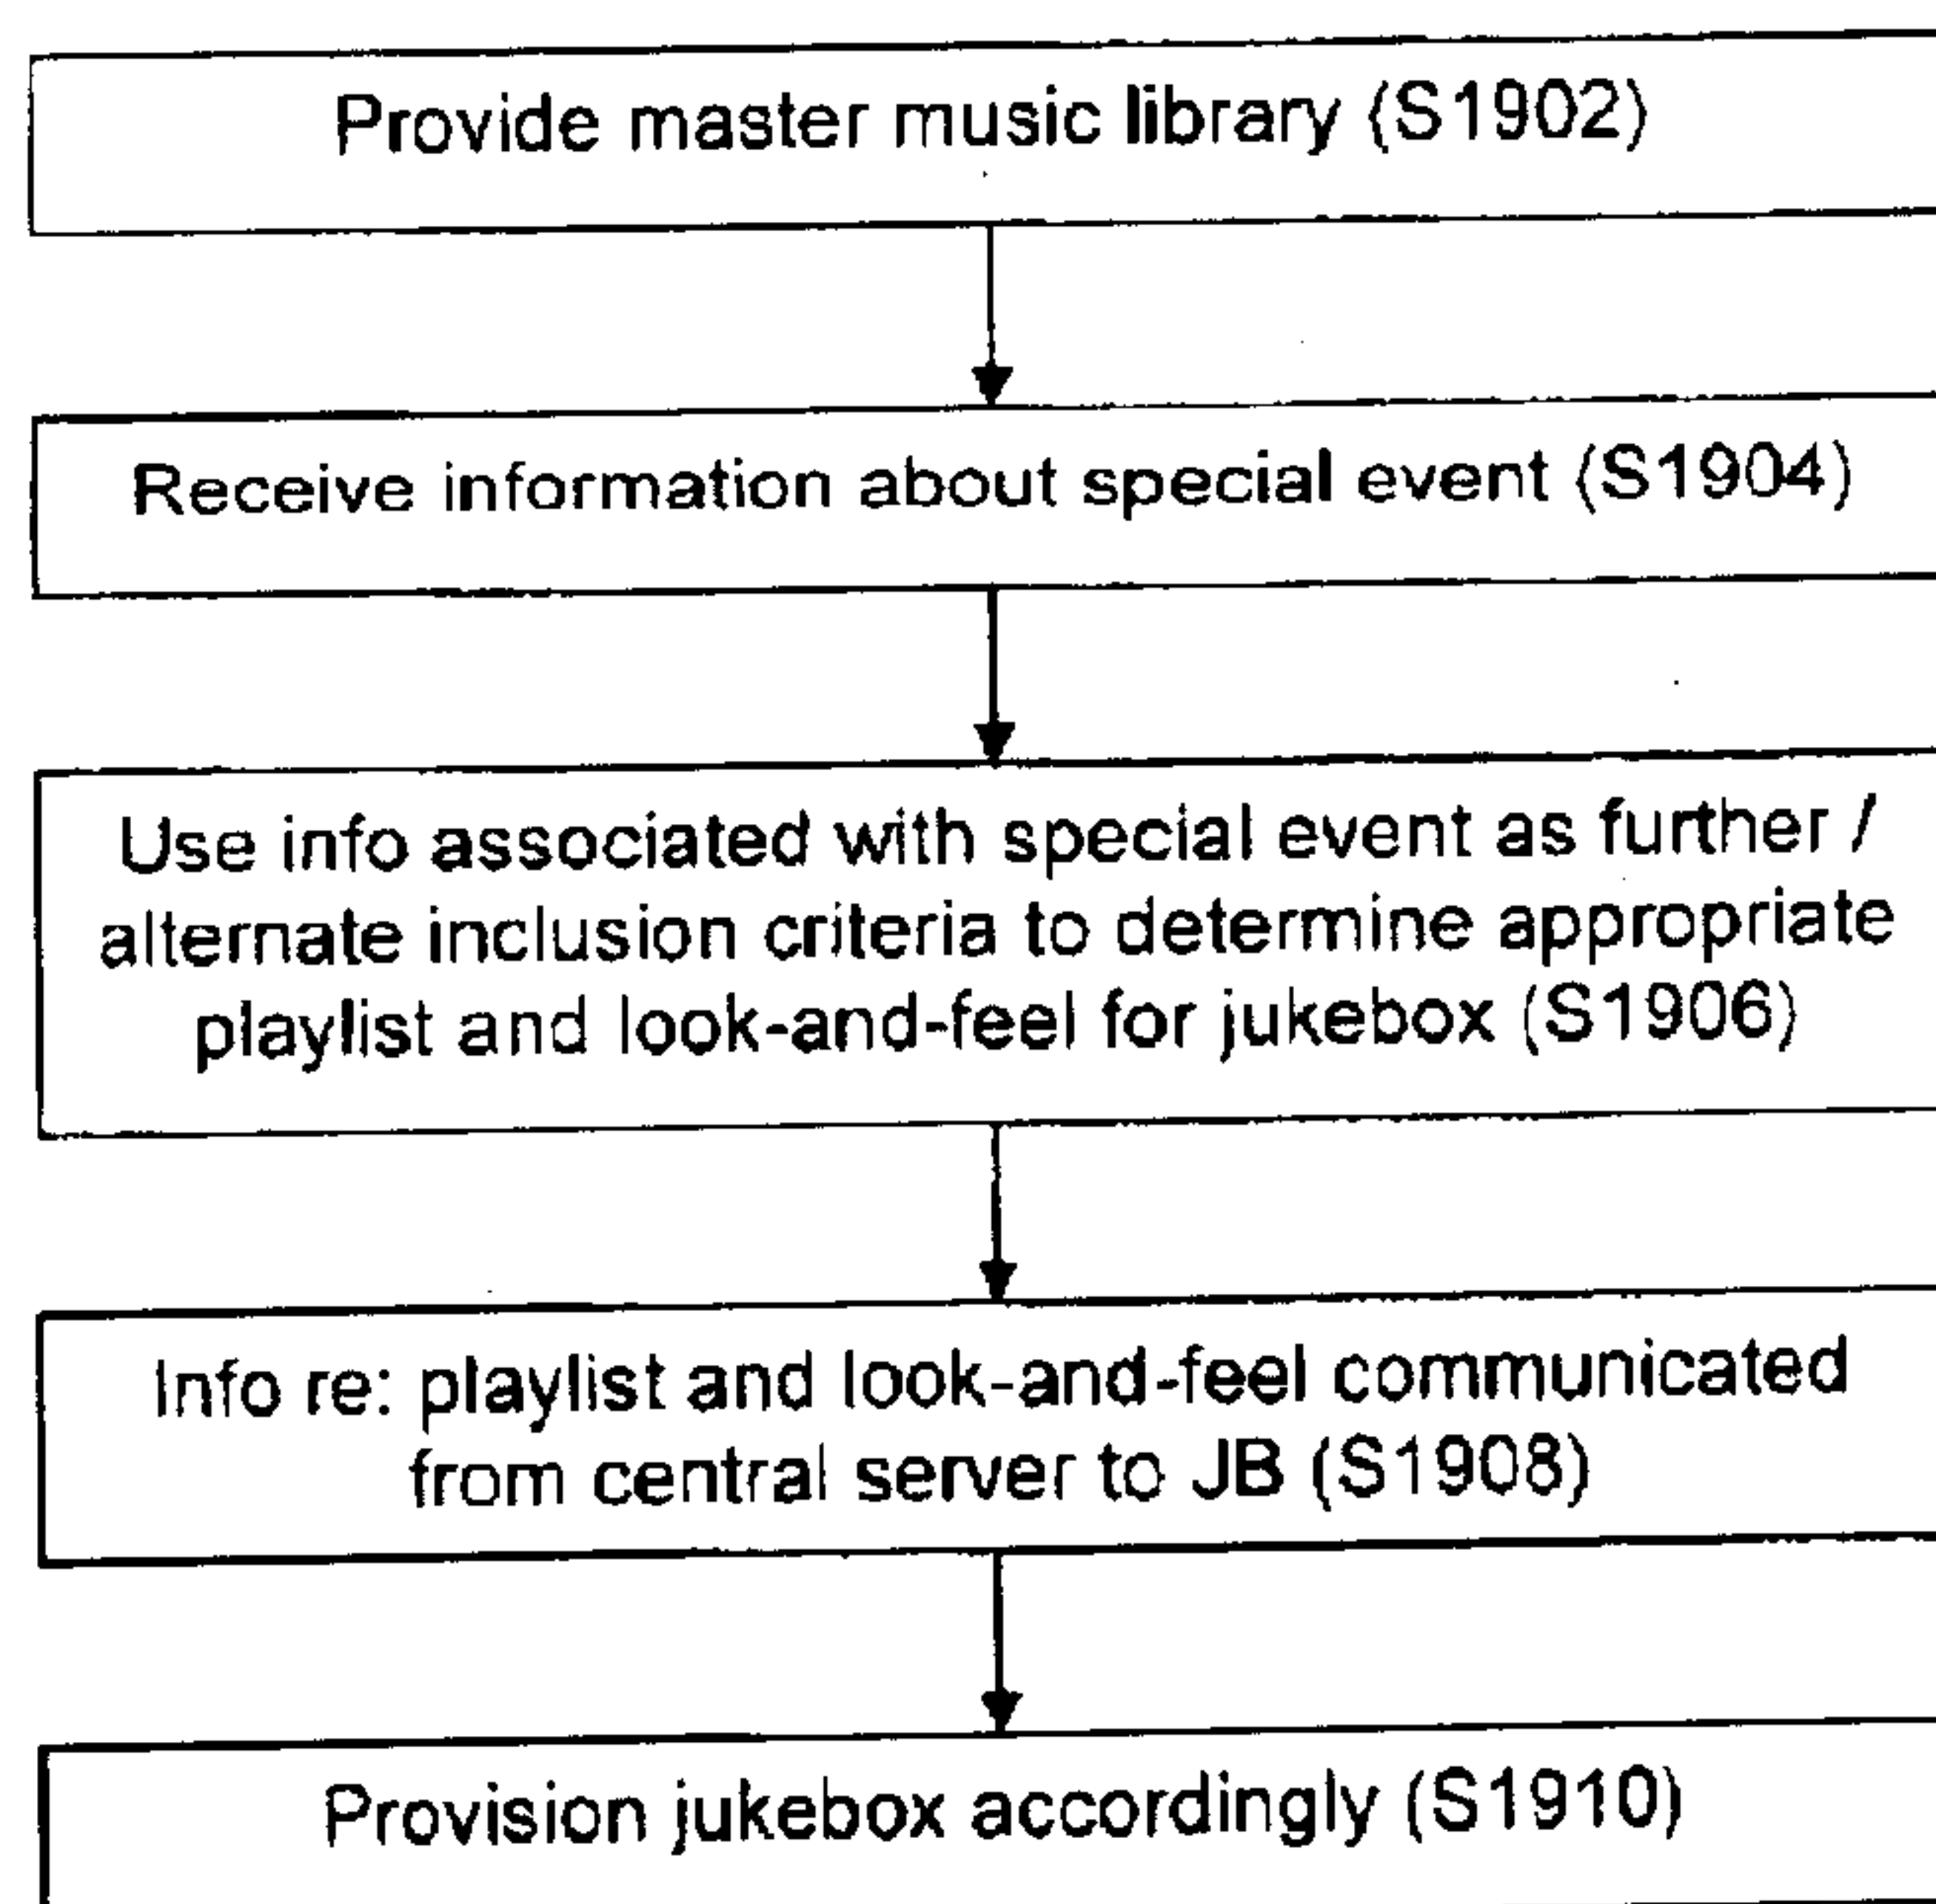 Provide master music library (S1902)
Receive information about special event (S1904)
Use info associated with special event as further /
alternate inclusion criteria to determine appropriate
playlist and look-and-feel for jukebox (S1906)
Info re: playlist and look-and-feel communicated
from central server to JB (S1908)
Provision jukebox accordingly (S1910)